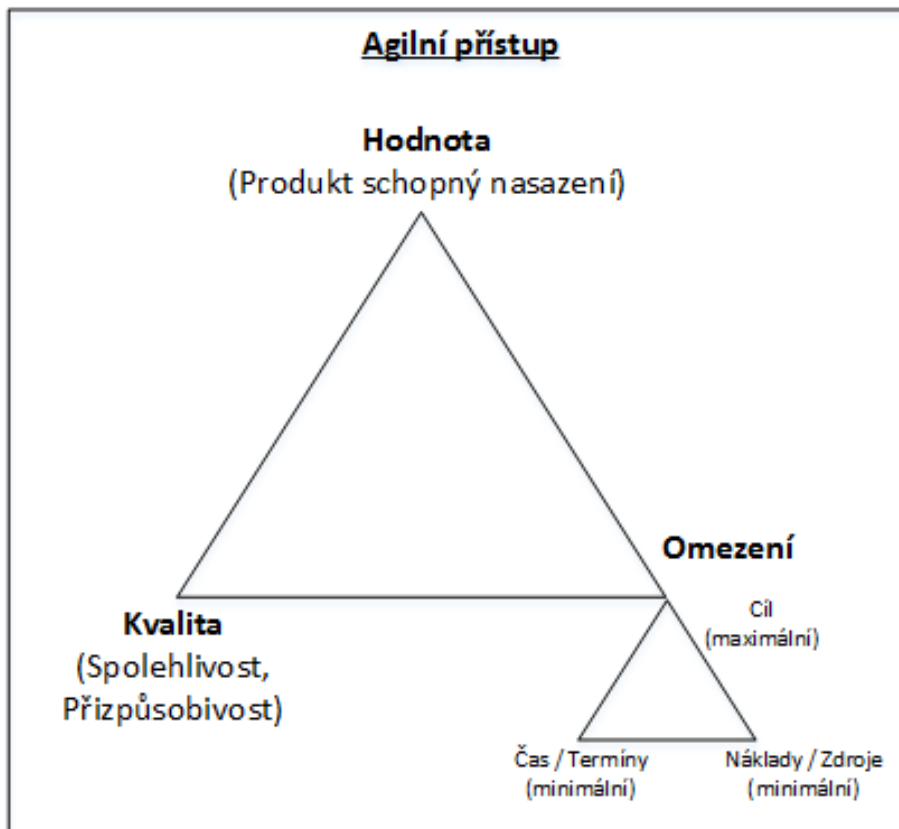 Agilní přístup
Hodnota
(Produkt schopný nasazení)
Omezení
Cíl
(maximální)
Kvalita
(Spolehlivost,
Přizpůsobivost)
Čas / Termíny
(minimální)
Náklady / Zdroje
(minimální)